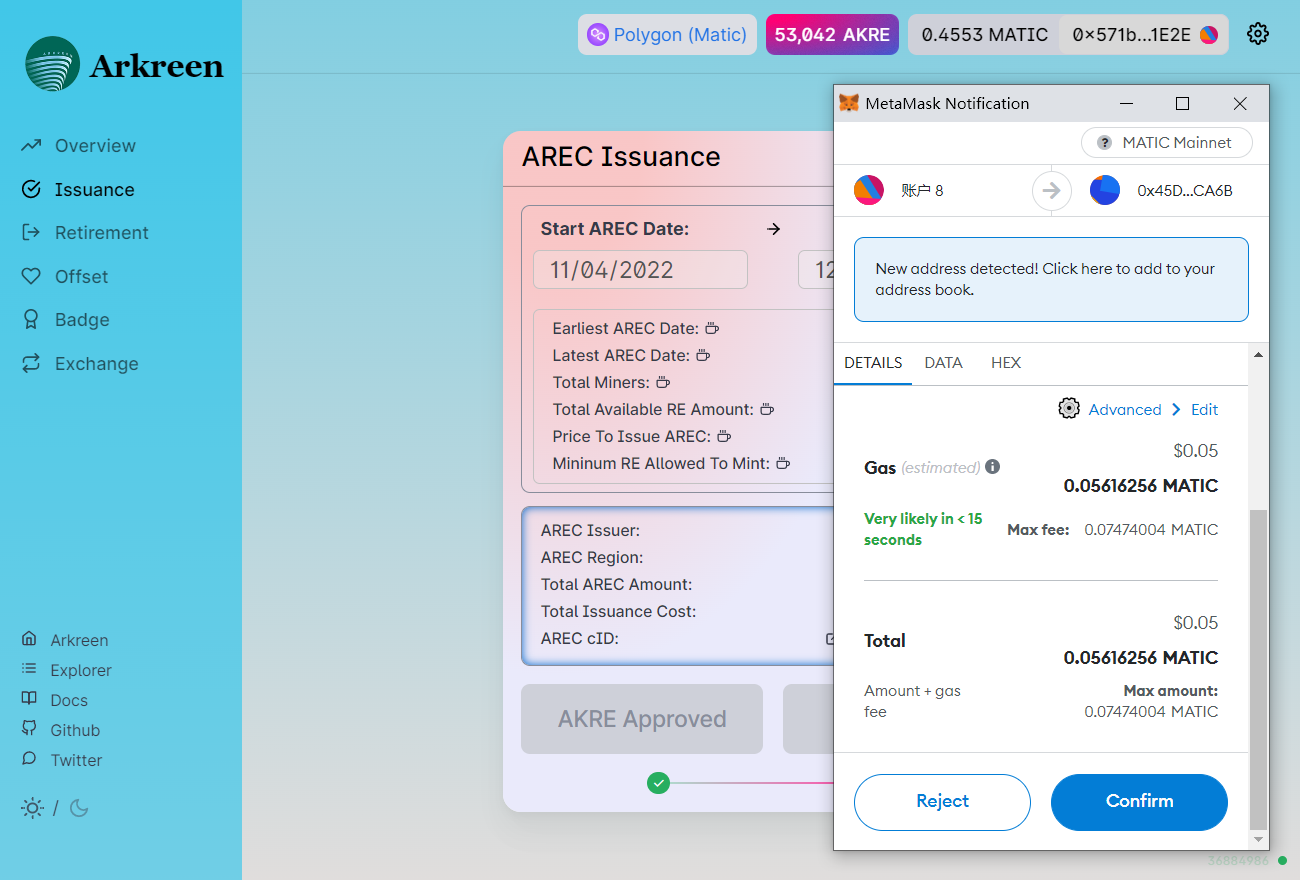 Arkreen
Polygon (Matic)
53,042 AKRE
0.4553 MATIC
0×571b...1E2E
Overview
Issuance
Retirement
Offset
Badge
Exchange
Arkreen
Explorer
Docs
Github
Twitter
/
AREC Issuance
Start AREC Date:
11/04/2022
12
Earliest AREC Date:
Latest AREC Date:
Total Miners:
Total Available RE Amount:
Price To Issue AREC:
Mininum RE Allowed To Mint:
AREC Issuer:
AREC Region:
Total AREC Amount:
Total Issuance Cost:
AREC cID:
AKRE Approved
MetaMask Notification
MATIC Mainnet
账户 8
0x45D...CA6B
New address detected! Click here to add to your
address book.
DETAILS
DATA
HEX
Advanced
Edit
$0.05
Gas (estimated)
0.05616256 MATIC
Very likely in < 15
seconds
Max fee: 0.07474004 MATIC
$0.05
Total
0.05616256 MATIC
Amount + gas
fee
Max amount:
0.07474004 MATIC
Reject
Confirm
36884986